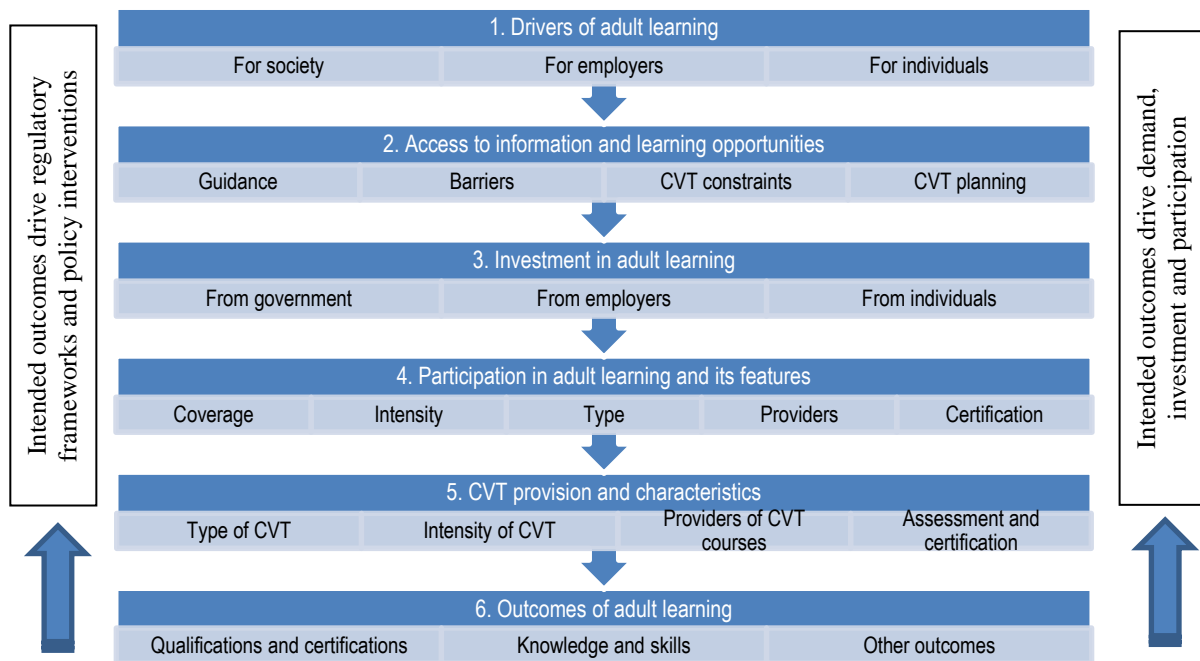 Intended outcomes drive regulatory
frameworks and policy interventions
1. Drivers of adult learning
For society
For employers
For individuals
2. Access to information and learning opportunities
Guidance
Barriers
CVT constraints
CVT planning
3. Investment in adult learning
From government
From employers
From individuals
4. Participation in adult learning and its features
Coverage
Intensity
Type
Providers
Certification
5. CVT provision and characteristics
Type of CVT
Intensity of CVT
Providers of CVT
courses
Assessment and
certification
6. Outcomes of adult learning
Qualifications and certifications
Knowledge and skills
Other outcomes
Intended outcomes drive demand,
investment and participation